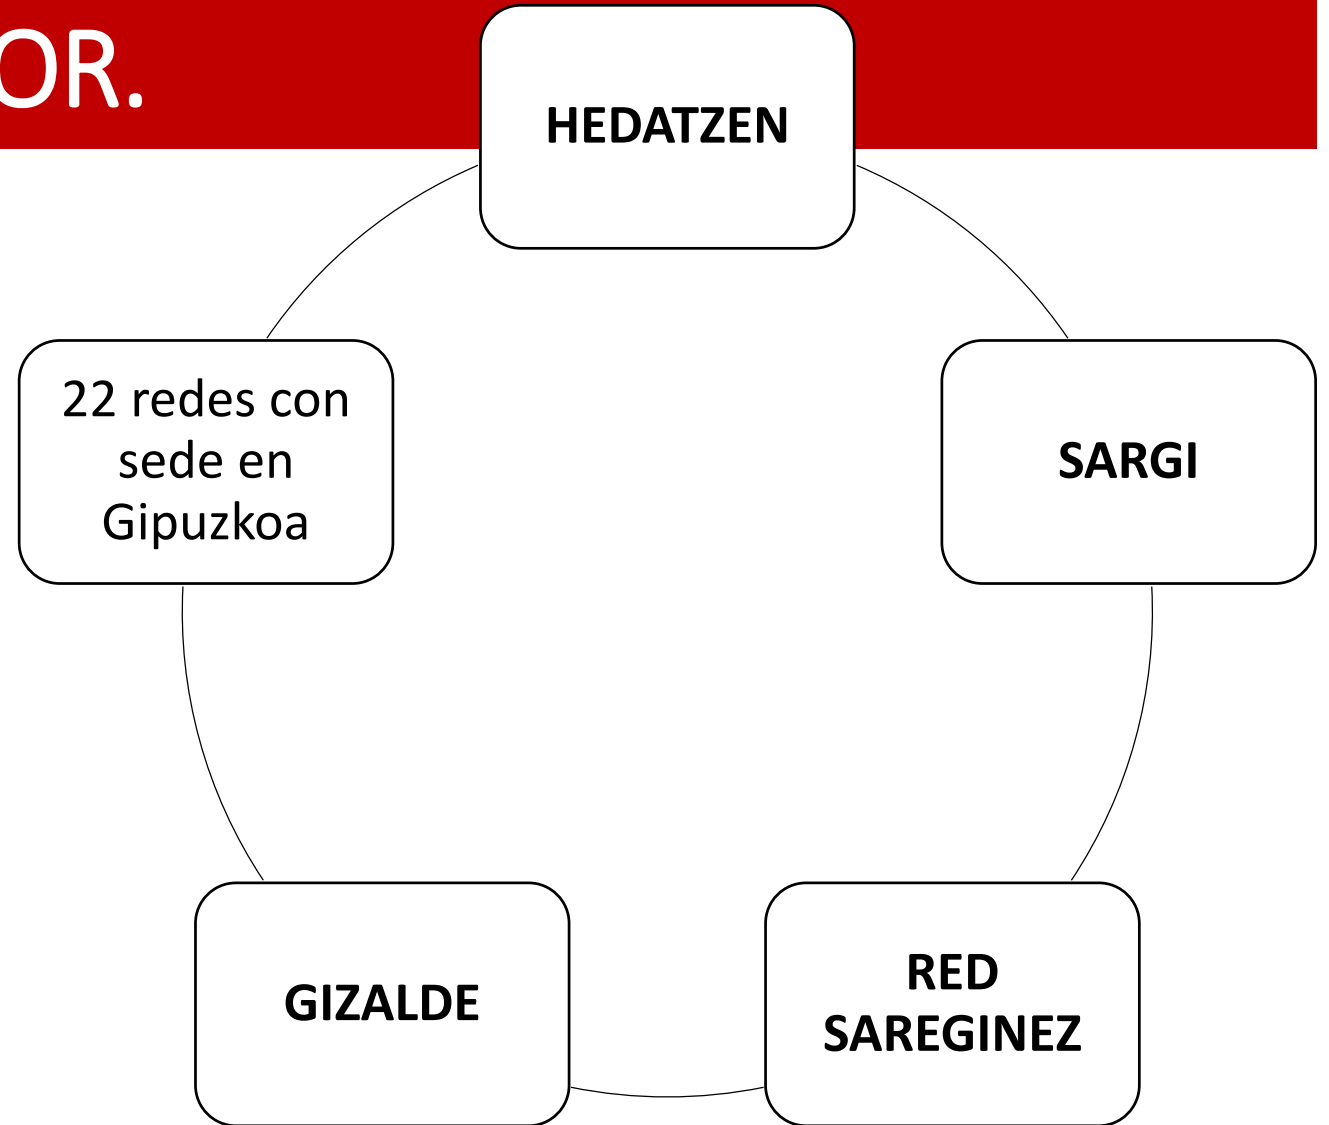 OR.
HEDATZEN
22 redes con
sede en
Gipuzkoa
SARGI
GIZALDE
RED
SAREGINEZ